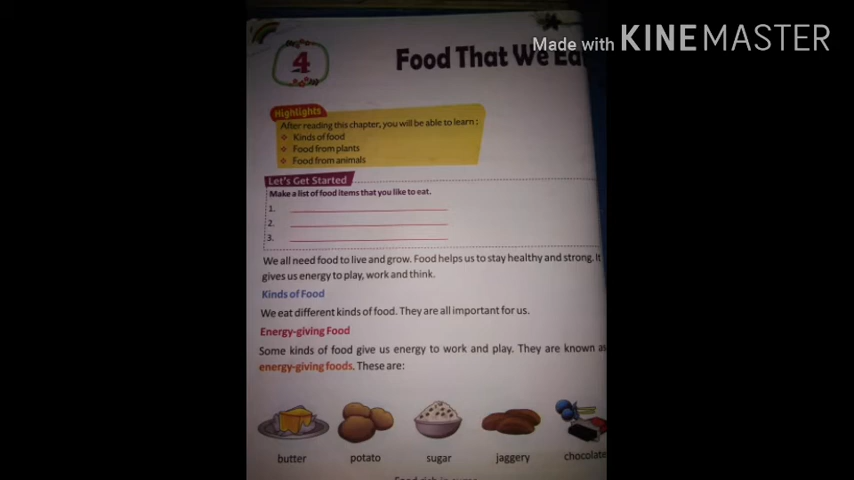 Made with KINEMASTER
4
Food That We Eat
Highlights
After reading this chapter, you will be able to learn :
Kinds of food
Food from plants
Food from animals
Let's Get Started
Make a list of food items that you like to eat.
1.
2.
3.
We all need food to live and grow. Food helps us to stay healthy and strong. It
gives us energy to play, work and think.
Kinds of Food
We eat different kinds of food. They are all important for us.
Energy-giving Food
Some kinds of food give us energy to work and play. They are known as
energy-giving foods. These are:
butter potato sugar jaggery chocolate